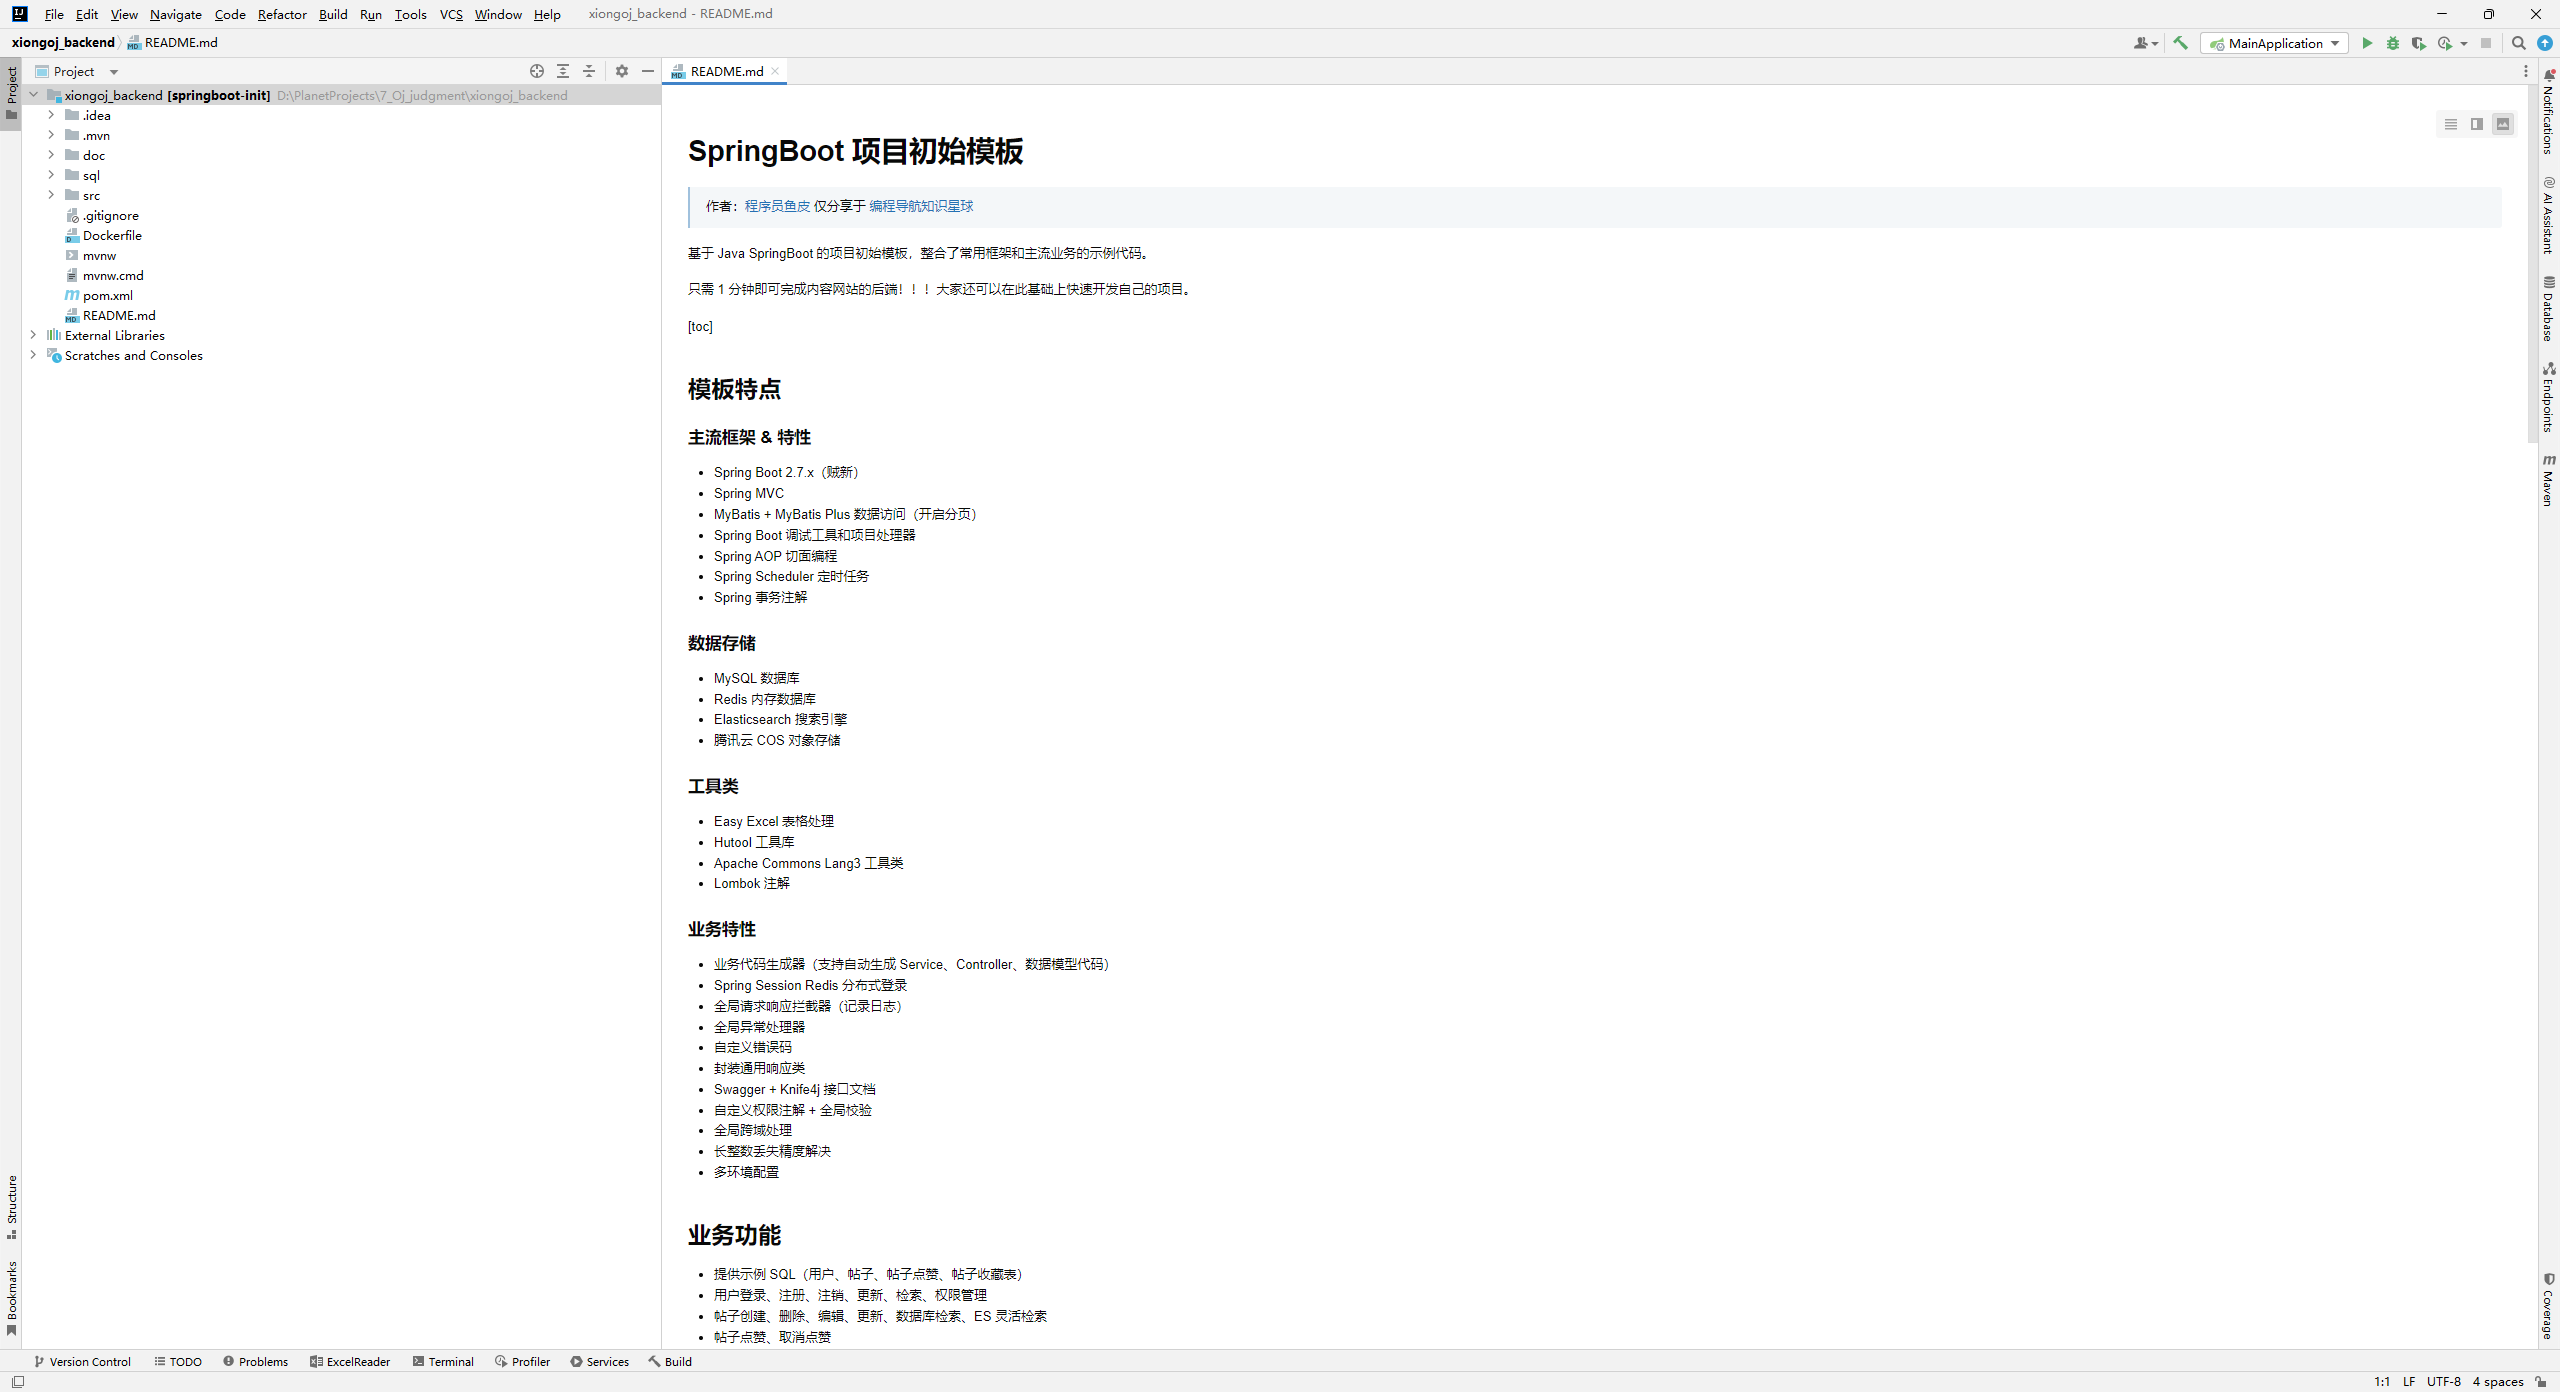 File Edit View Navigate Code Refactor Build Run Tools VCS Window Help xiongoj_backend - README.md
xiongoj_backend README.md
MainApplication
Project
README.md
Project
xiongoj_backend [springboot-init] D:\PlanetProjects\7_Oj_judgment\xiongoj_backend
.idea
.mvn
doc
sql
src
.gitignore
Dockerfile
mvnw
mvnw.cmd
pom.xml
README.md
External Libraries
Scratches and Consoles
SpringBoot 项目初始模板
作者：程序员鱼皮 仅分享于 编程导航知识星球
基于 Java SpringBoot 的项目初始模板，整合了常用框架和主流业务的示例代码。
只需 1 分钟即可完成内容网站的后端！！！大家还可以在此基础上快速开发自己的项目。
[toc]
模板特点
主流框架 & 特性
Spring Boot 2.7.x（贼新）
Spring MVC
MyBatis + MyBatis Plus 数据访问（开启分页）
Spring Boot 调试工具和项目处理器
Spring AOP 切面编程
Spring Scheduler 定时任务
Spring 事务注解
数据存储
MySQL 数据库
Redis 内存数据库
Elasticsearch 搜索引擎
腾讯云 COS 对象存储
工具类
Easy Excel 表格处理
Hutool 工具库
Apache Commons Lang3 工具类
Lombok 注解
业务特性
业务代码生成器（支持自动生成 Service、Controller、数据模型代码）
Spring Session Redis 分布式登录
全局请求响应拦截器（记录日志）
全局异常处理器
自定义错误码
封装通用响应类
Swagger + Knife4j 接口文档
自定义权限注解 + 全局校验
全局跨域处理
长整数丢失精度解决
多环境配置
业务功能
提供示例 SQL（用户、帖子、帖子点赞、帖子收藏表）
用户登录、注册、注销、更新、检索、权限管理
帖子创建、删除、编辑、更新、数据库检索、ES 灵活检索
帖子点赞、取消点赞
Notifications
AI Assistant
Database
Endpoints
Maven
Coverage
Structure
Bookmarks
Version Control TODO Problems ExcelReader Terminal Profiler Services Build
1:1 LF UTF-8 4 spaces